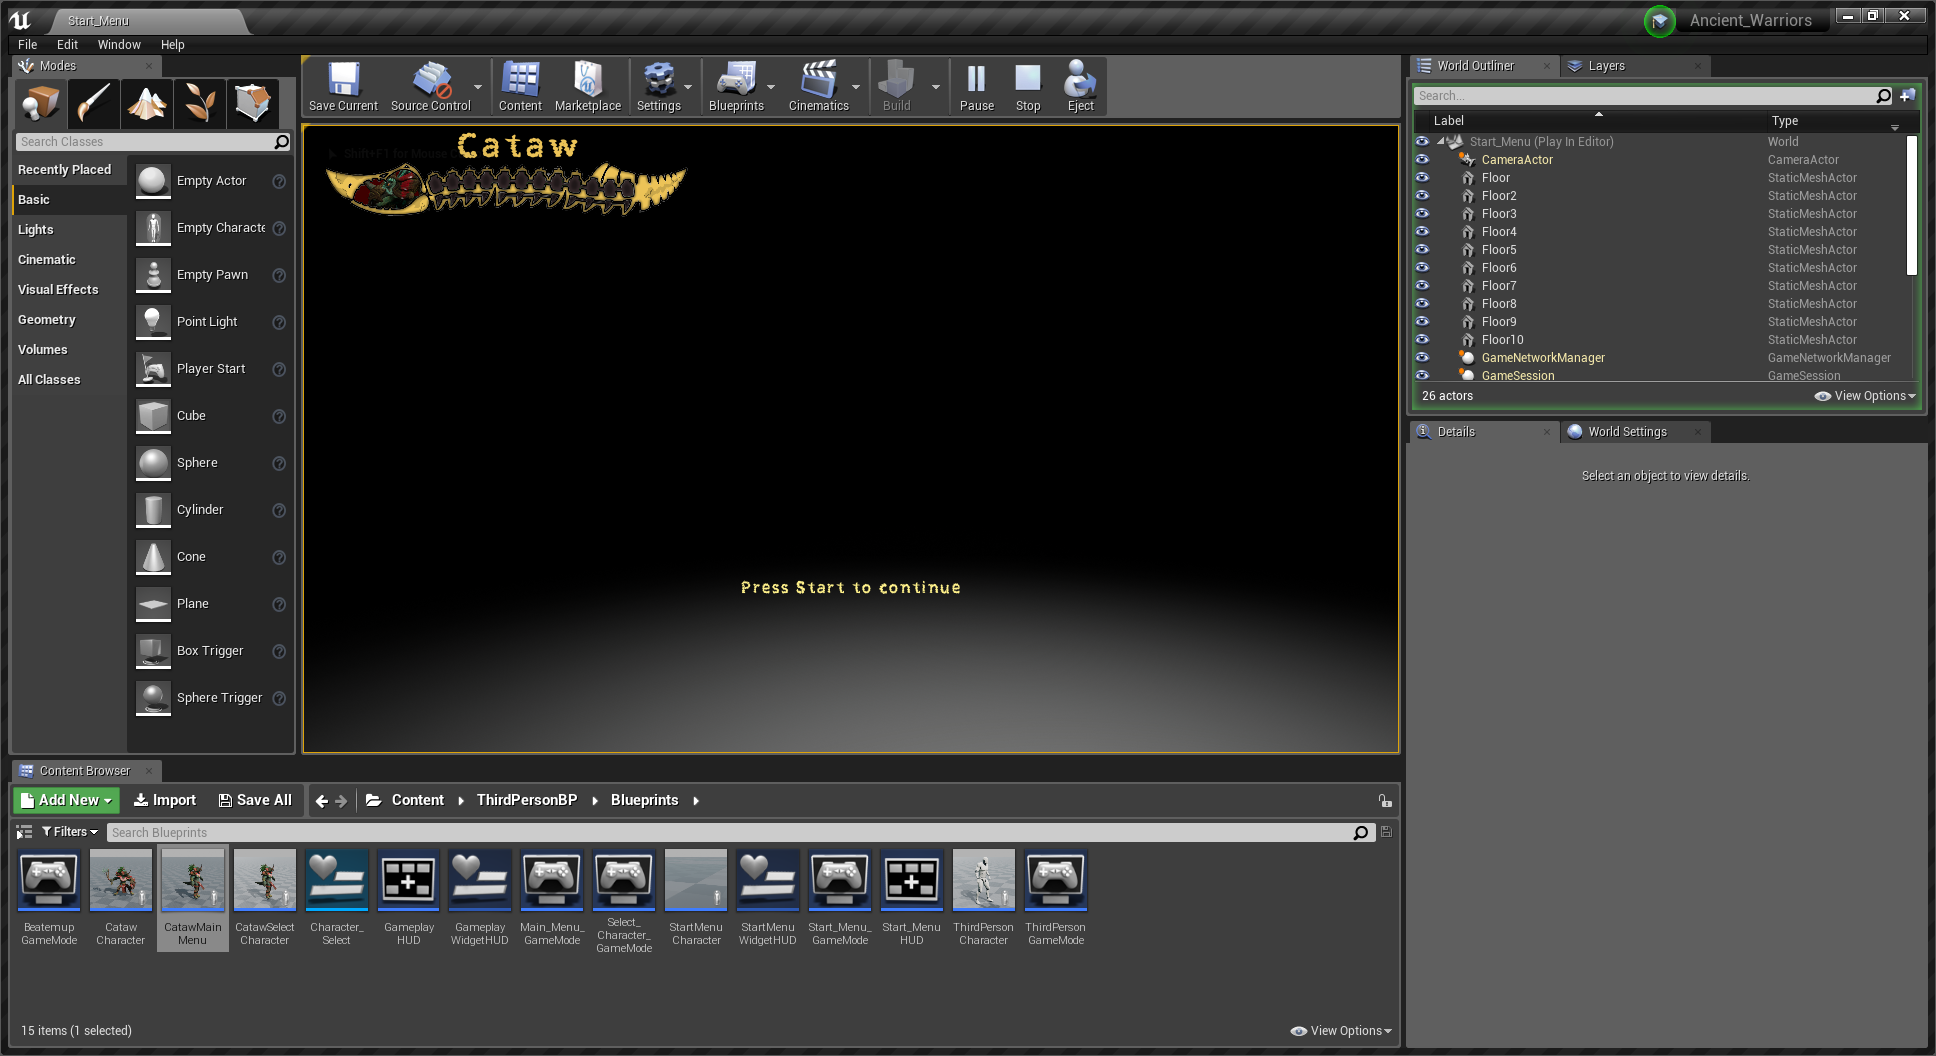 Start_Menu
Ancient_Warriors
File Edit Window Help
Modes
Save Current Source Control Content Marketplace Settings Blueprints Cinematics Build Pause Stop Eject
Search Classes
Recently Placed
Basic
Lights
Cinematic
Visual Effects
Geometry
Volumes
All Classes
Empty Actor
Empty Characte
Empty Pawn
Point Light
Player Start
Cube
Sphere
Cylinder
Cone
Plane
Box Trigger
Sphere Trigger
Cataw
Shift+F1 for Mouse
Press Start to continue
World Outliner Layers
Search...
Label Type
Start_Menu (Play In Editor) World
CameraActor CameraActor
Floor StaticMeshActor
Floor2 StaticMeshActor
Floor3 StaticMeshActor
Floor4 StaticMeshActor
Floor5 StaticMeshActor
Floor6 StaticMeshActor
Floor7 StaticMeshActor
Floor8 StaticMeshActor
Floor9 StaticMeshActor
Floor10 StaticMeshActor
GameNetworkManager GameNetworkManager
GameSession GameSession
26 actors View Options
Details World Settings
Select an object to view details.
Content Browser
Add New Import Save All Content ThirdPersonBP Blueprints
Filters Search Blueprints
Beatemup
GameMode
Cataw
Character
CatawMain
Menu
CatawSelect
Character
Character_
Select
Gameplay
HUD
Gameplay
WidgetHUD
Main_Menu_
GameMode
Select_
Character_
GameMode
StartMenu
Character
StartMenu
WidgetHUD
Start_Menu_
GameMode
Start_Menu
HUD
ThirdPerson
Character
ThirdPerson
GameMode
15 items (1 selected) View Options